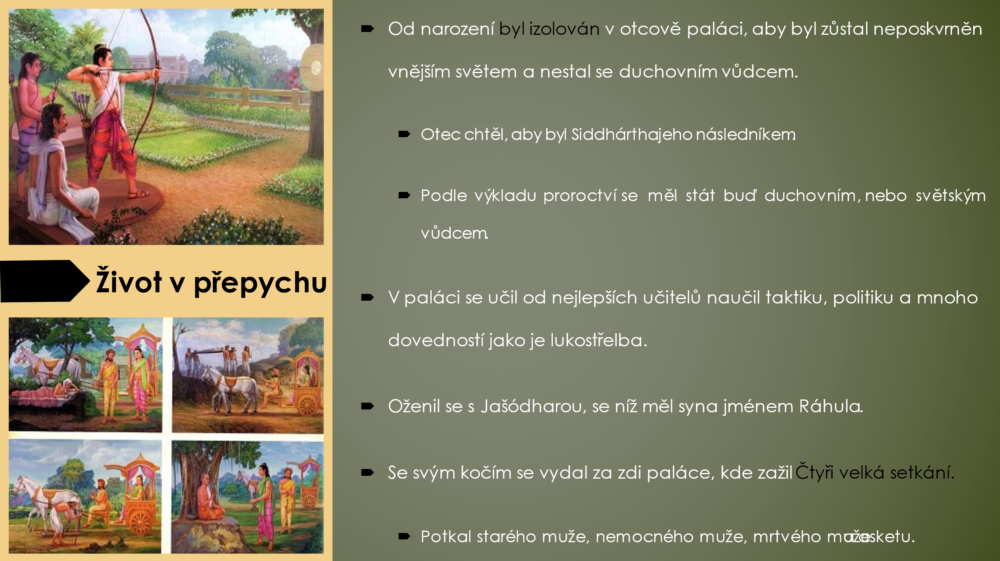 Život v přepychu
Od narození byl izolován v otcově paláci, aby byl zůstal neposkvrněn
vnějším světem a nestal se duchovním vůdcem.
Otec chtěl, aby byl Siddhártha jeho následníkem.
Podle výkladu proroctví se měl stát buď duchovním, nebo světským
vůdcem.
V paláci se učil od nejlepších učitelů naučil taktiku, politiku a mnoho
dovedností jako je lukostřelba.
Oženil se s Jašódharou, se níž měl syna jménem Ráhula.
Se svým kočím se vydal za zdi paláce, kde zažil Čtyři velká setkání.
Potkal starého muže, nemocného muže, mrtvého muže a asketu.